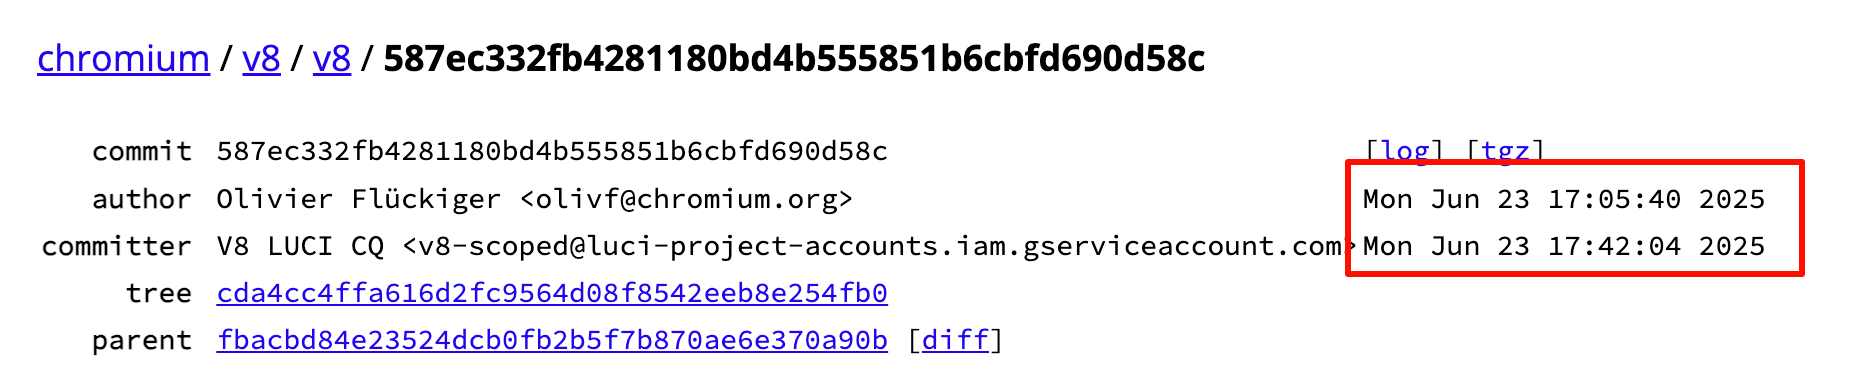 chromium / v8 / v8 / 587ec332fb4281180bd4b555851b6cbfd690d58c
commit 587ec332fb4281180bd4b555851b6cbfd690d58c [log] [tgz]
author Olivier Flückiger <olivf@chromium.org> Mon Jun 23 17:05:40 2025
committer V8 LUCI CQ <v8-scoped@luci-project-accounts.iam.gserviceaccount.com> Mon Jun 23 17:42:04 2025
tree cda4cc4ffa616d2fc9564d08f8542eeb8e254fb0
parent fbacbd84e23524dcb0fb2b5f7b870ae6e370a90b [diff]